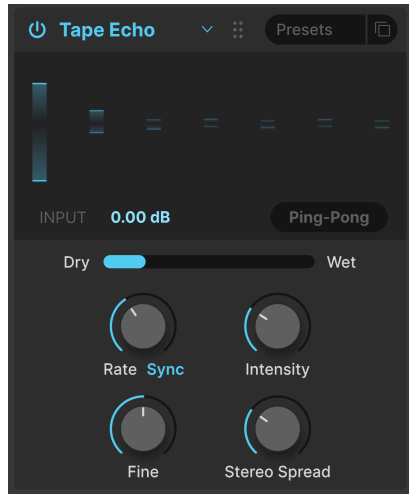 Tape Echo Presets
INPUT 0.00 dB Ping-Pong
Dry Wet
Rate Sync Intensity
Fine Stereo Spread